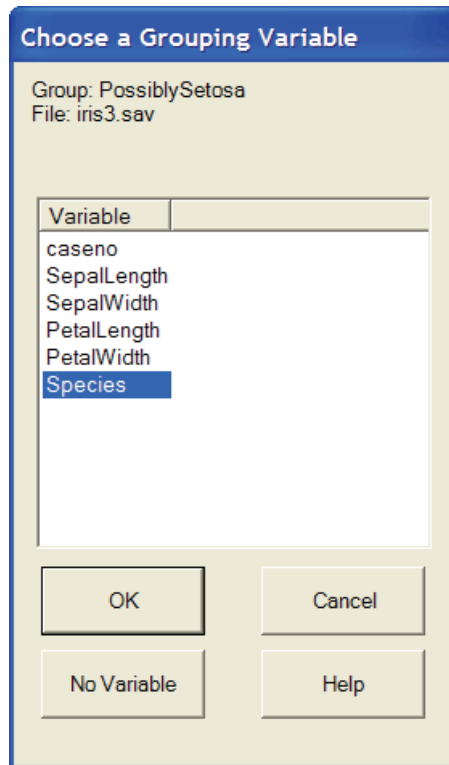 Choose a Grouping Variable
Group: PossiblySetosa
File: iris3.sav
Variable
caseno
SepalLength
SepalWidth
PetalLength
PetalWidth
Species
OK
Cancel
No Variable
Help